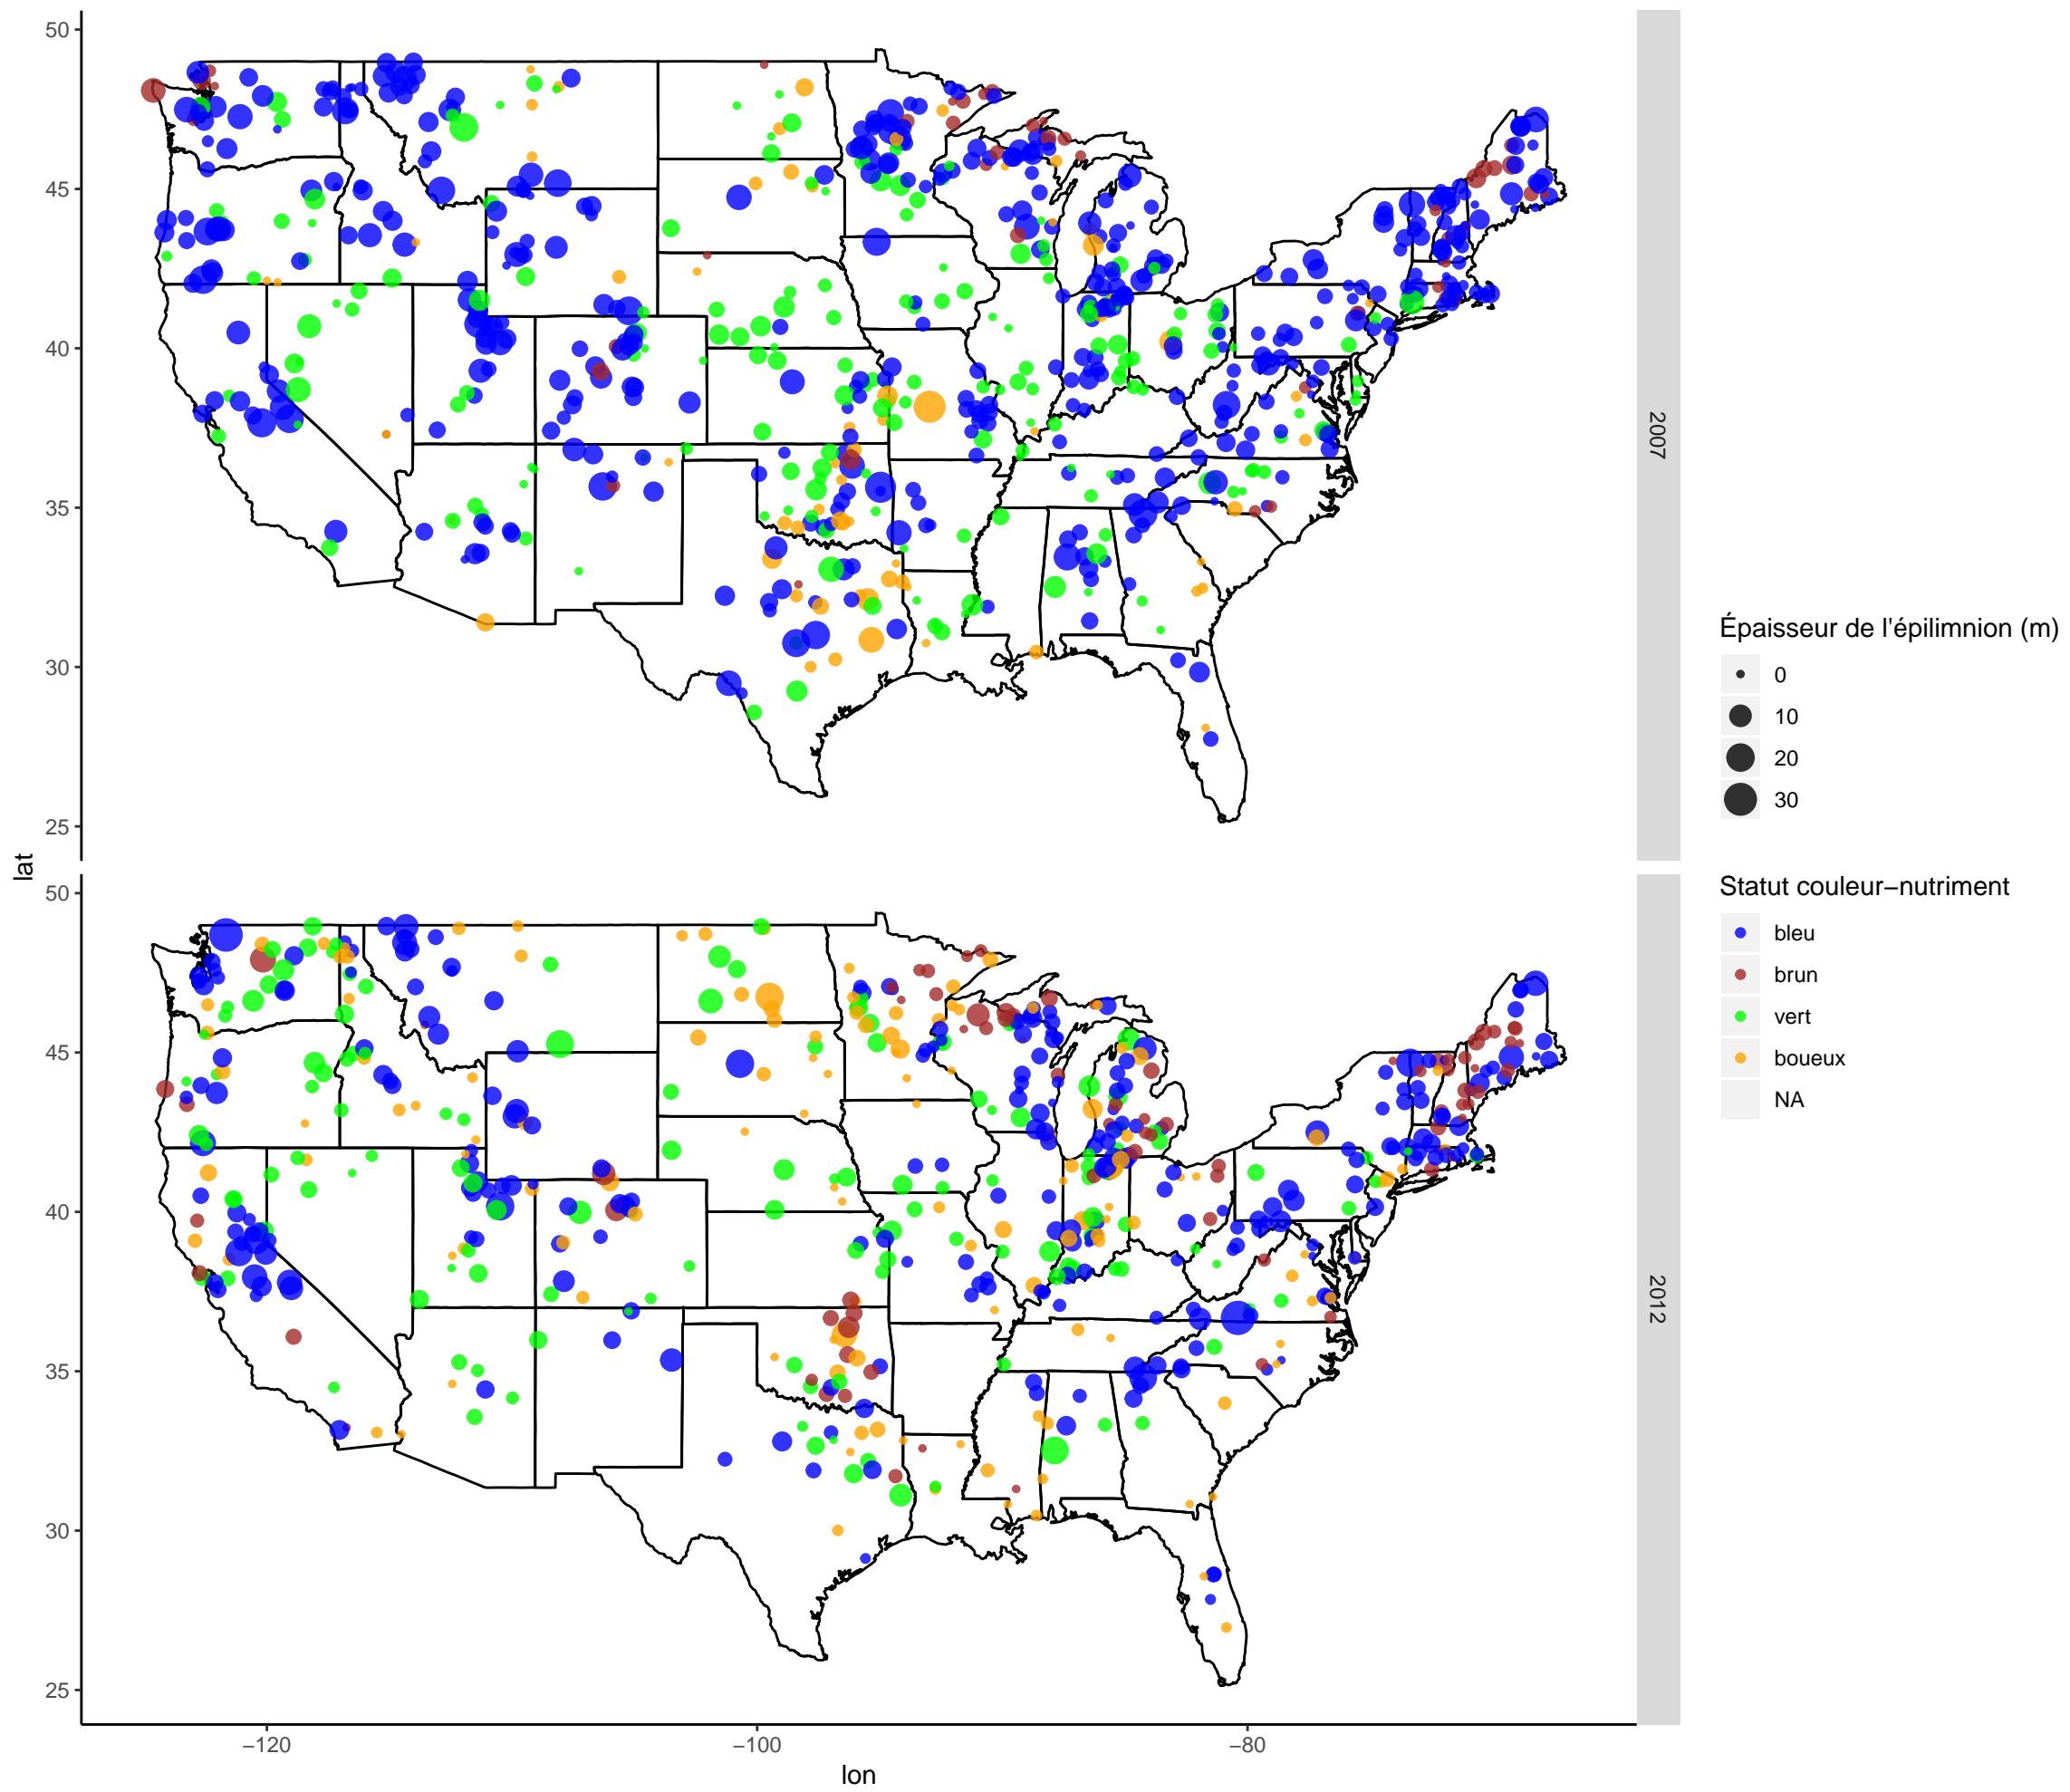 50
45
40
35
30
25
2007
50
45
40
35
30
25
2012
−120
−100
−80
lon
lat
Épaisseur de l'épilimnion (m)
0
10
20
30
Statut couleur−nutriment
bleu
brun
vert
boueux
NA